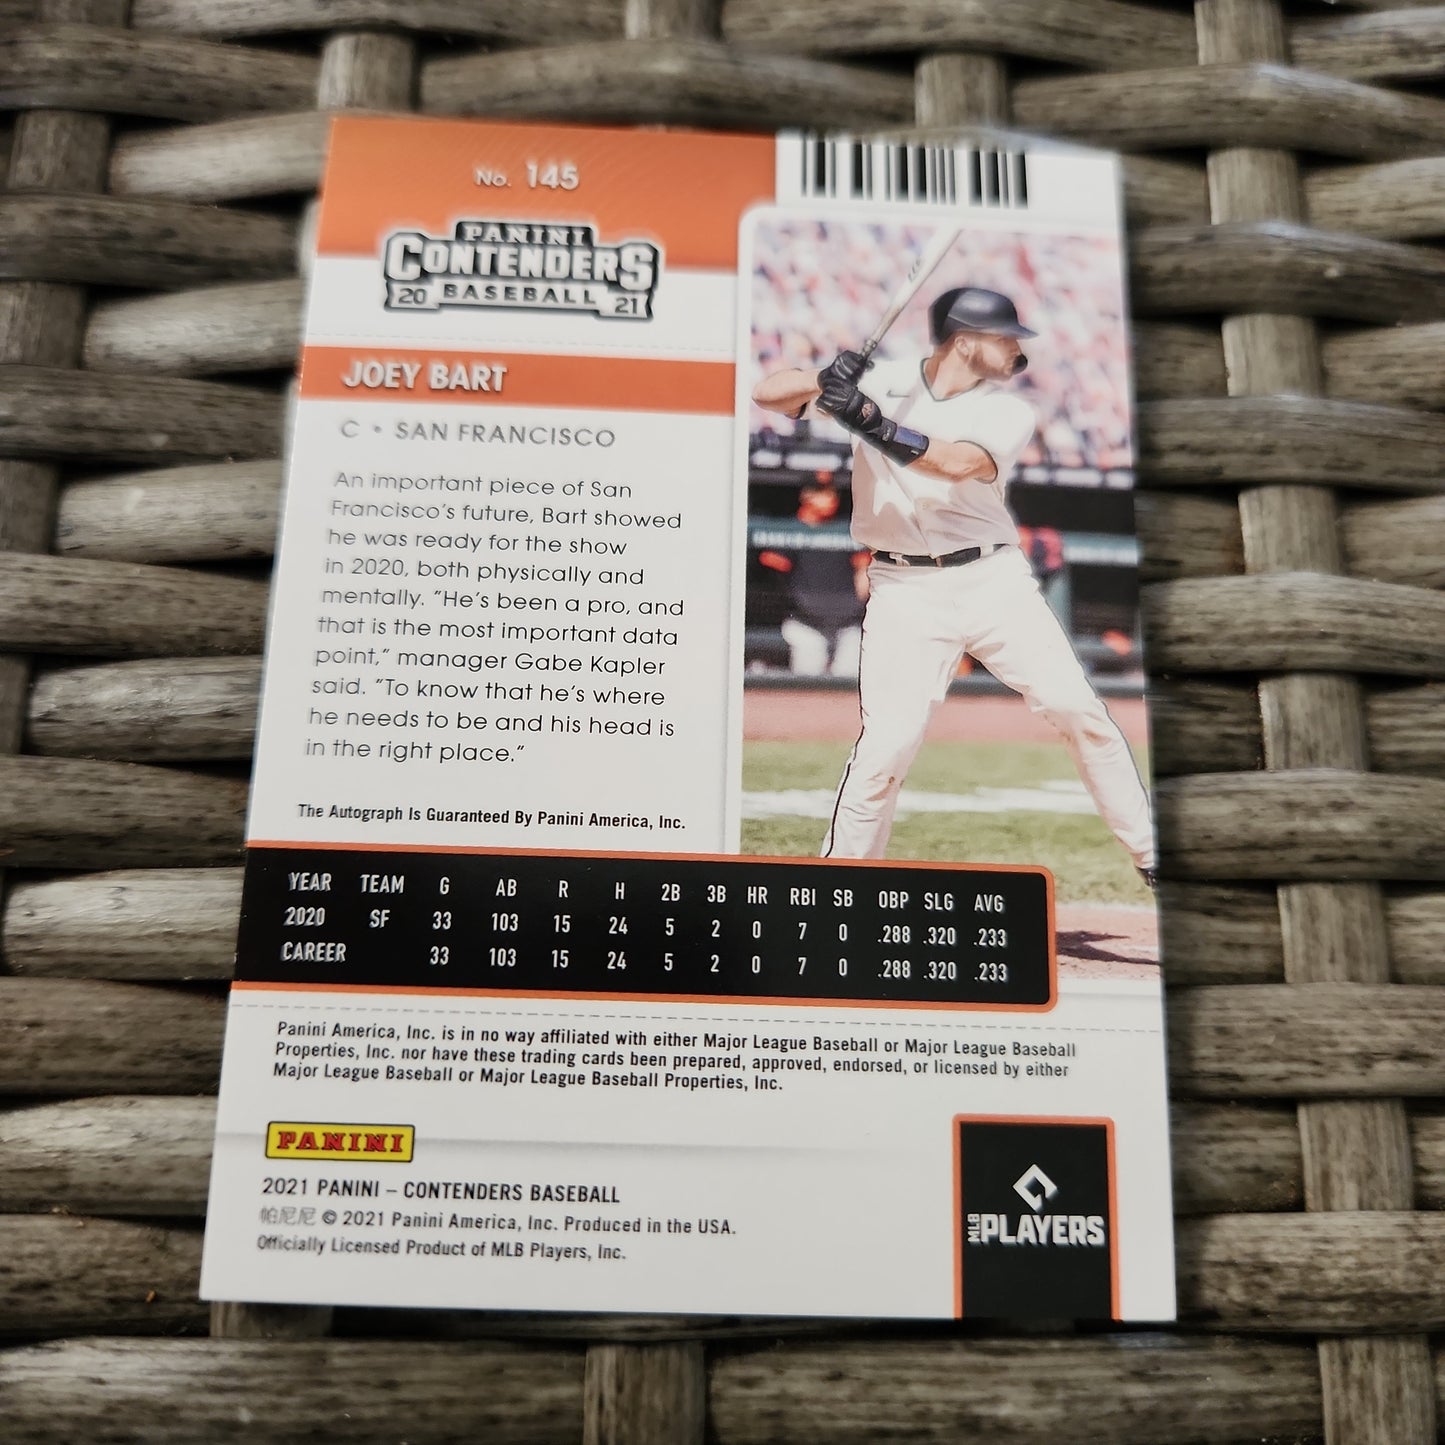 No. 145
PANINI
CONTENDERS
20 BASEBALL 21
JOEY BART
C • SAN FRANCISCO
An important piece of San
Francisco's future, Bart showed
he was ready for the show
in 2020, both physically and
mentally. "He's been a pro, and
that is the most important data
point," manager Gabe Kapler
said. "To know that he's where
he needs to be and his head is
in the right place."
The Autograph Is Guaranteed By Panini America, Inc.
YEAR TEAM G AB R H 2B 3B HR RBI SB OBP SLG AVG
2020 SF 33 103 15 24 5 2 0 7 0 .288 .320 .233
CAREER 33 103 15 24 5 2 0 7 0 .288 .320 .233
Panini America, Inc. is in no way affiliated with either Major League Baseball or Major League Baseball
Properties, Inc. nor have these trading cards been prepared, approved, endorsed, or licensed by either
Major League Baseball or Major League Baseball Properties, Inc.
PANINI
2021 PANINI – CONTENDERS BASEBALL
帕尼尼 © 2021 Panini America, Inc. Produced in the USA.
Officially Licensed Product of MLB Players, Inc.
MLB PLAYERS